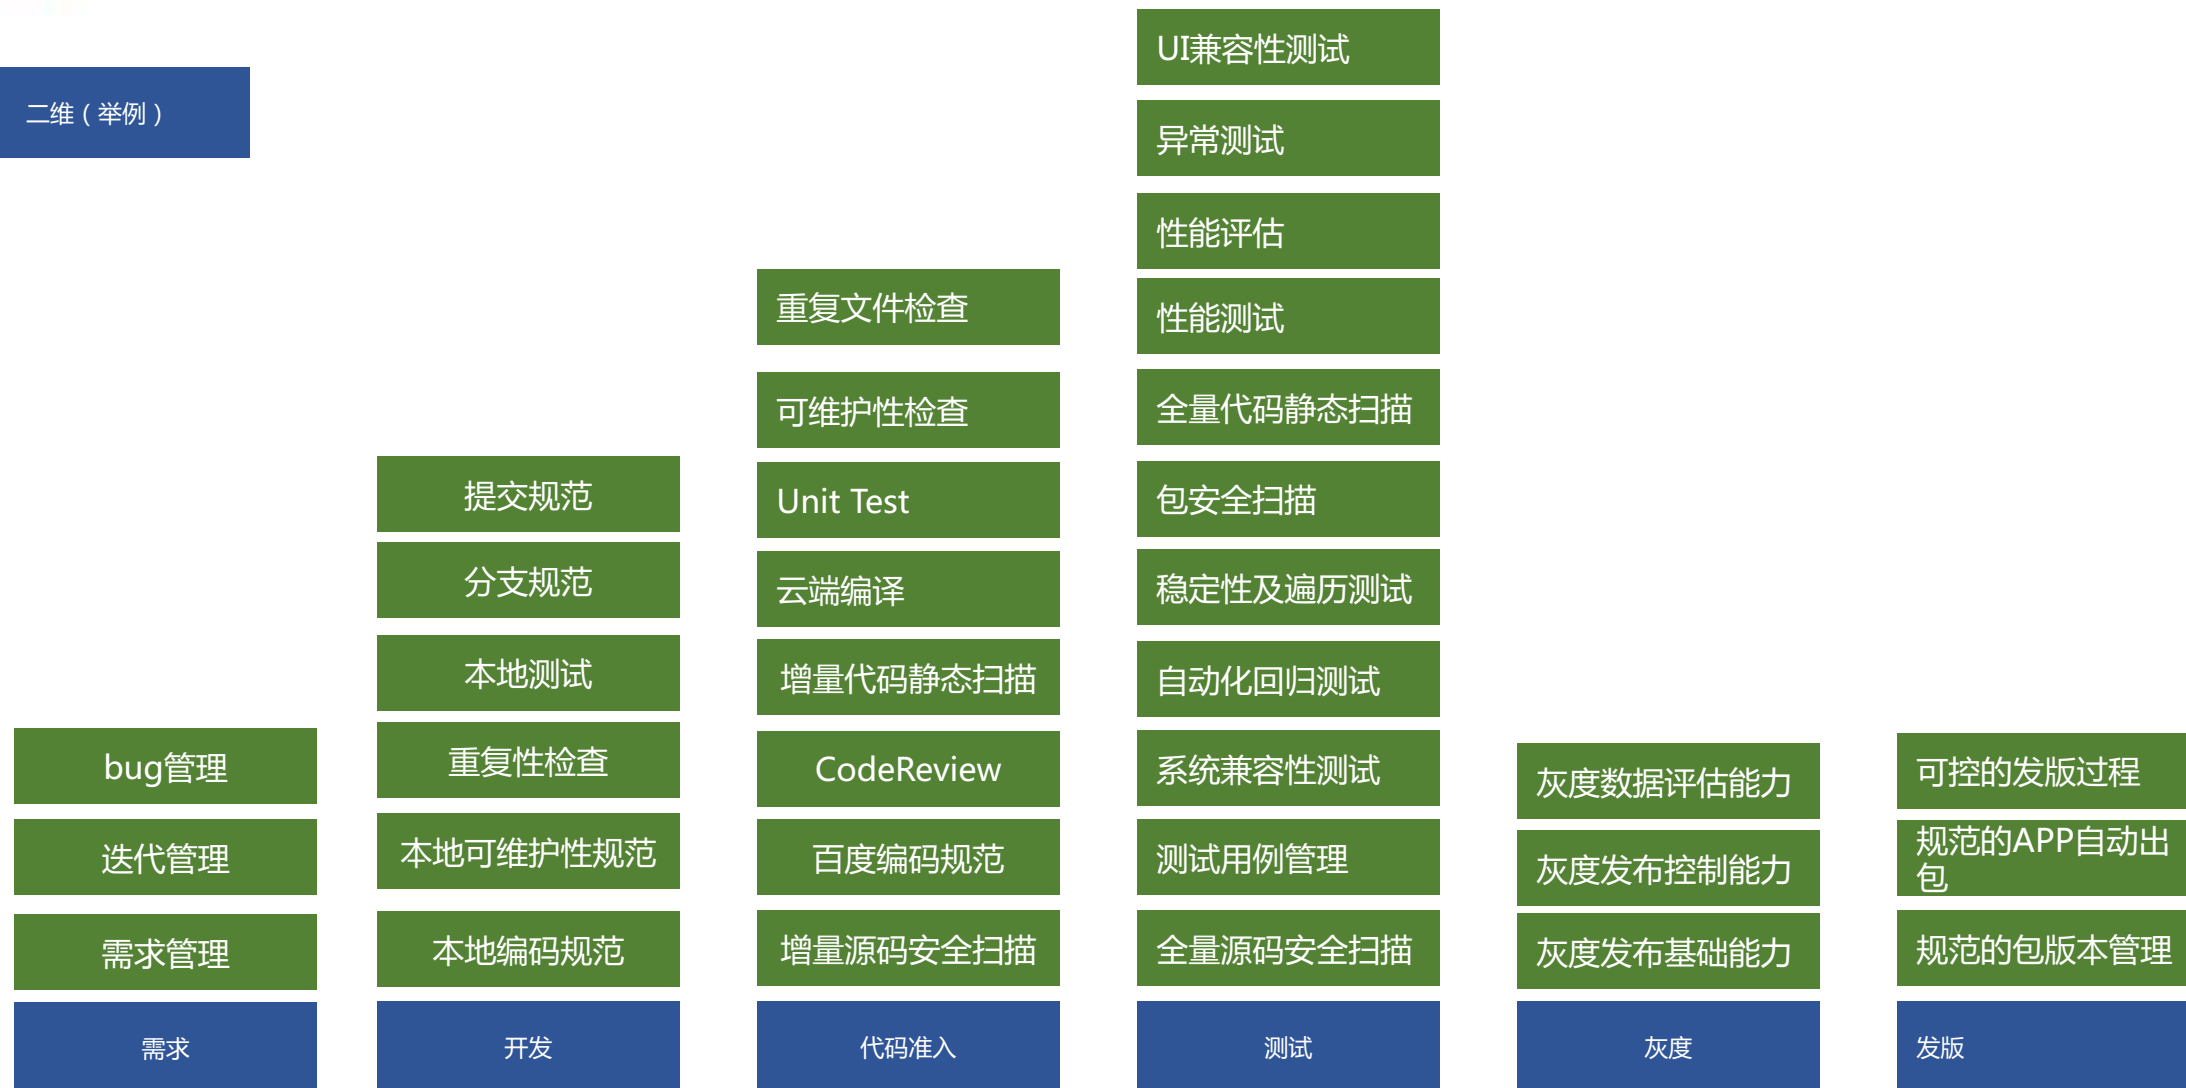 二维（举例）
bug管理
迭代管理
需求管理
需求
提交规范
分支规范
本地测试
重复性检查
本地可维护性规范
本地编码规范
开发
重复文件检查
可维护性检查
Unit Test
云端编译
增量代码静态扫描
CodeReview
百度编码规范
增量源码安全扫描
代码准入
UI兼容性测试
异常测试
性能评估
性能测试
全量代码静态扫描
包安全扫描
稳定性及遍历测试
自动化回归测试
系统兼容性测试
测试用例管理
全量源码安全扫描
测试
灰度数据评估能力
灰度发布控制能力
灰度发布基础能力
灰度
可控的发版过程
规范的APP自动出
包
规范的包版本管理
发版